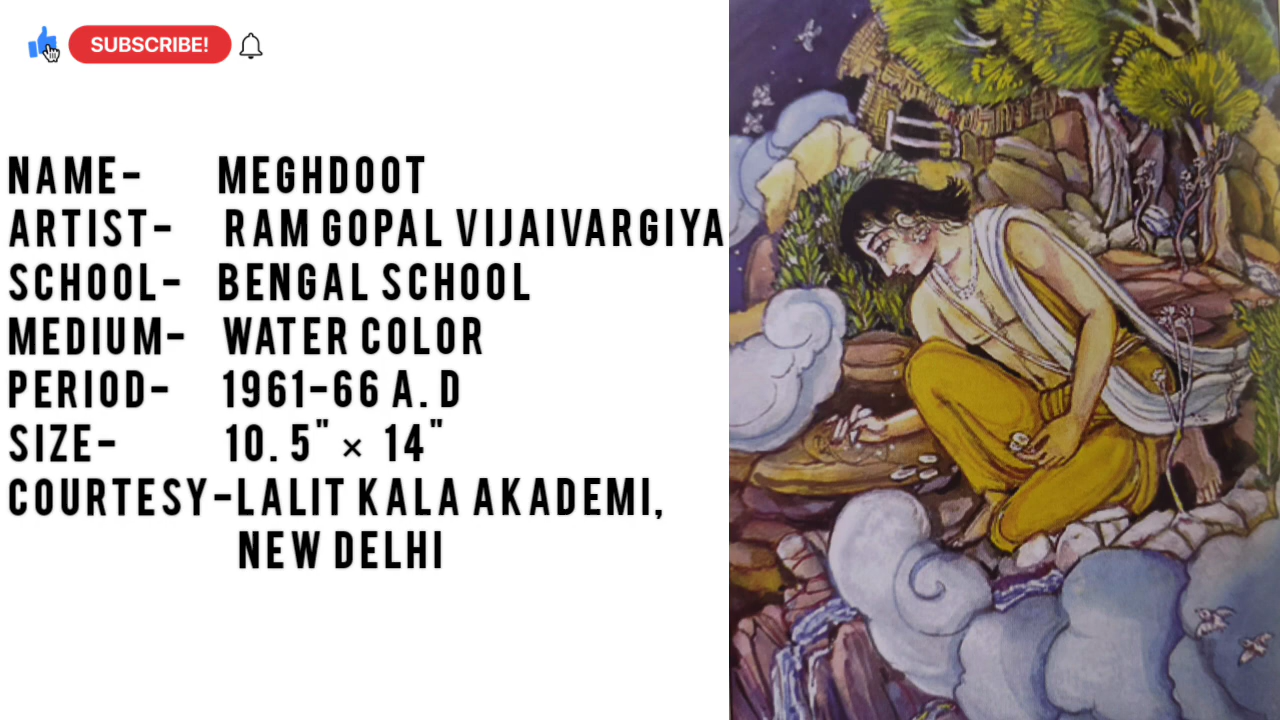 SUBSCRIBE!
NAME- MEGHDOOT
ARTIST- RAM GOPAL VIJAIVARGIYA
SCHOOL- BENGAL SCHOOL
MEDIUM- WATER COLOR
PERIOD- 1961-66 A.D
SIZE- 10.5" × 14"
COURTESY-LALIT KALA AKADEMI,
NEW DELHI